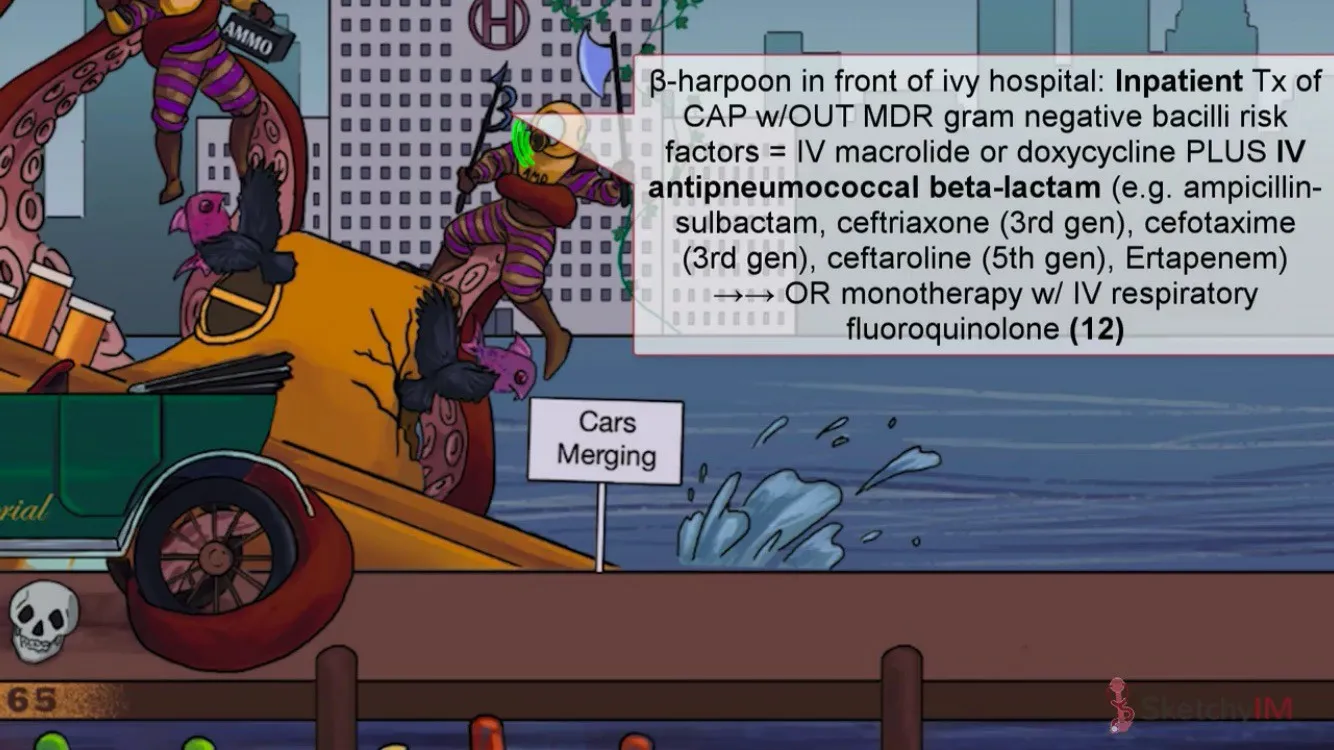 AMMO
H
β
AMD
β-harpoon in front of ivy hospital: Inpatient Tx of
CAP w/OUT MDR gram negative bacilli risk
factors = IV macrolide or doxycycline PLUS IV
antipneumococcal beta-lactam (e.g. ampicillin-
sulbactam, ceftriaxone (3rd gen), cefotaxime
(3rd gen), ceftaroline (5th gen), Ertapenem)
→→ OR monotherapy w/ IV respiratory
fluoroquinolone (12)
Cars
Merging
rial
65
SketchyIM